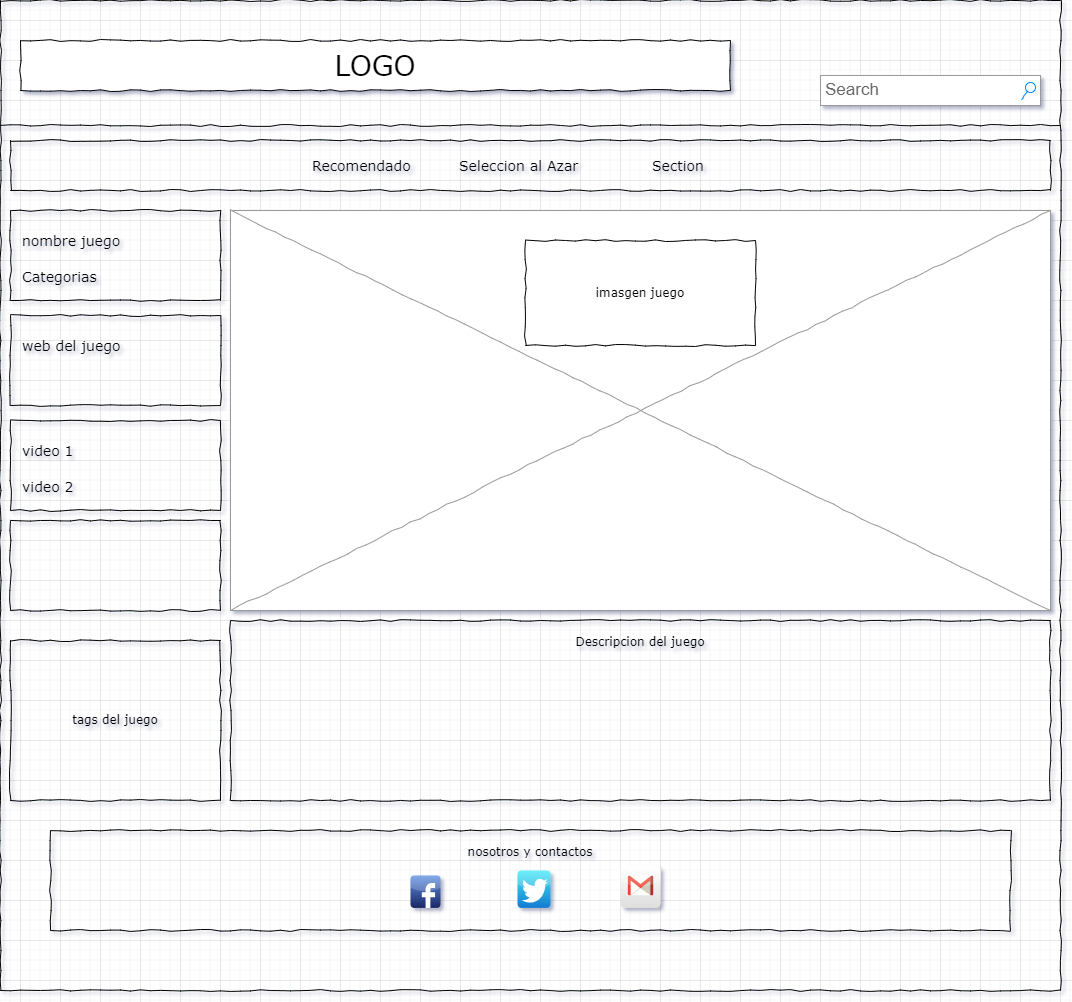 LOGO
Search
Recomendado
Seleccion al Azar
Section
nombre juego
Categorias
web del juego
video 1
video 2
imasgen juego
tags del juego
Descripcion del juego
nosotros y contactos